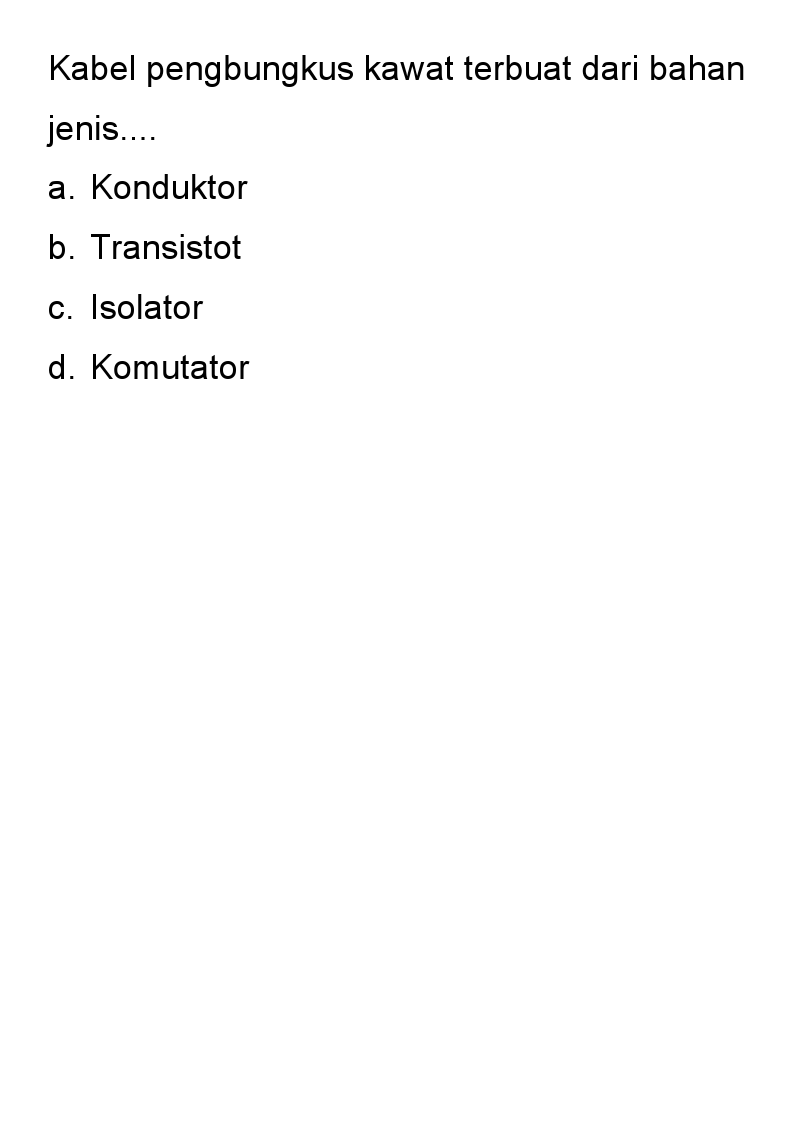 Kabel pengbungkus kawat terbuat dari bahan
jenis....
a. Konduktor
b. Transistot
c. Isolator
d. Komutator